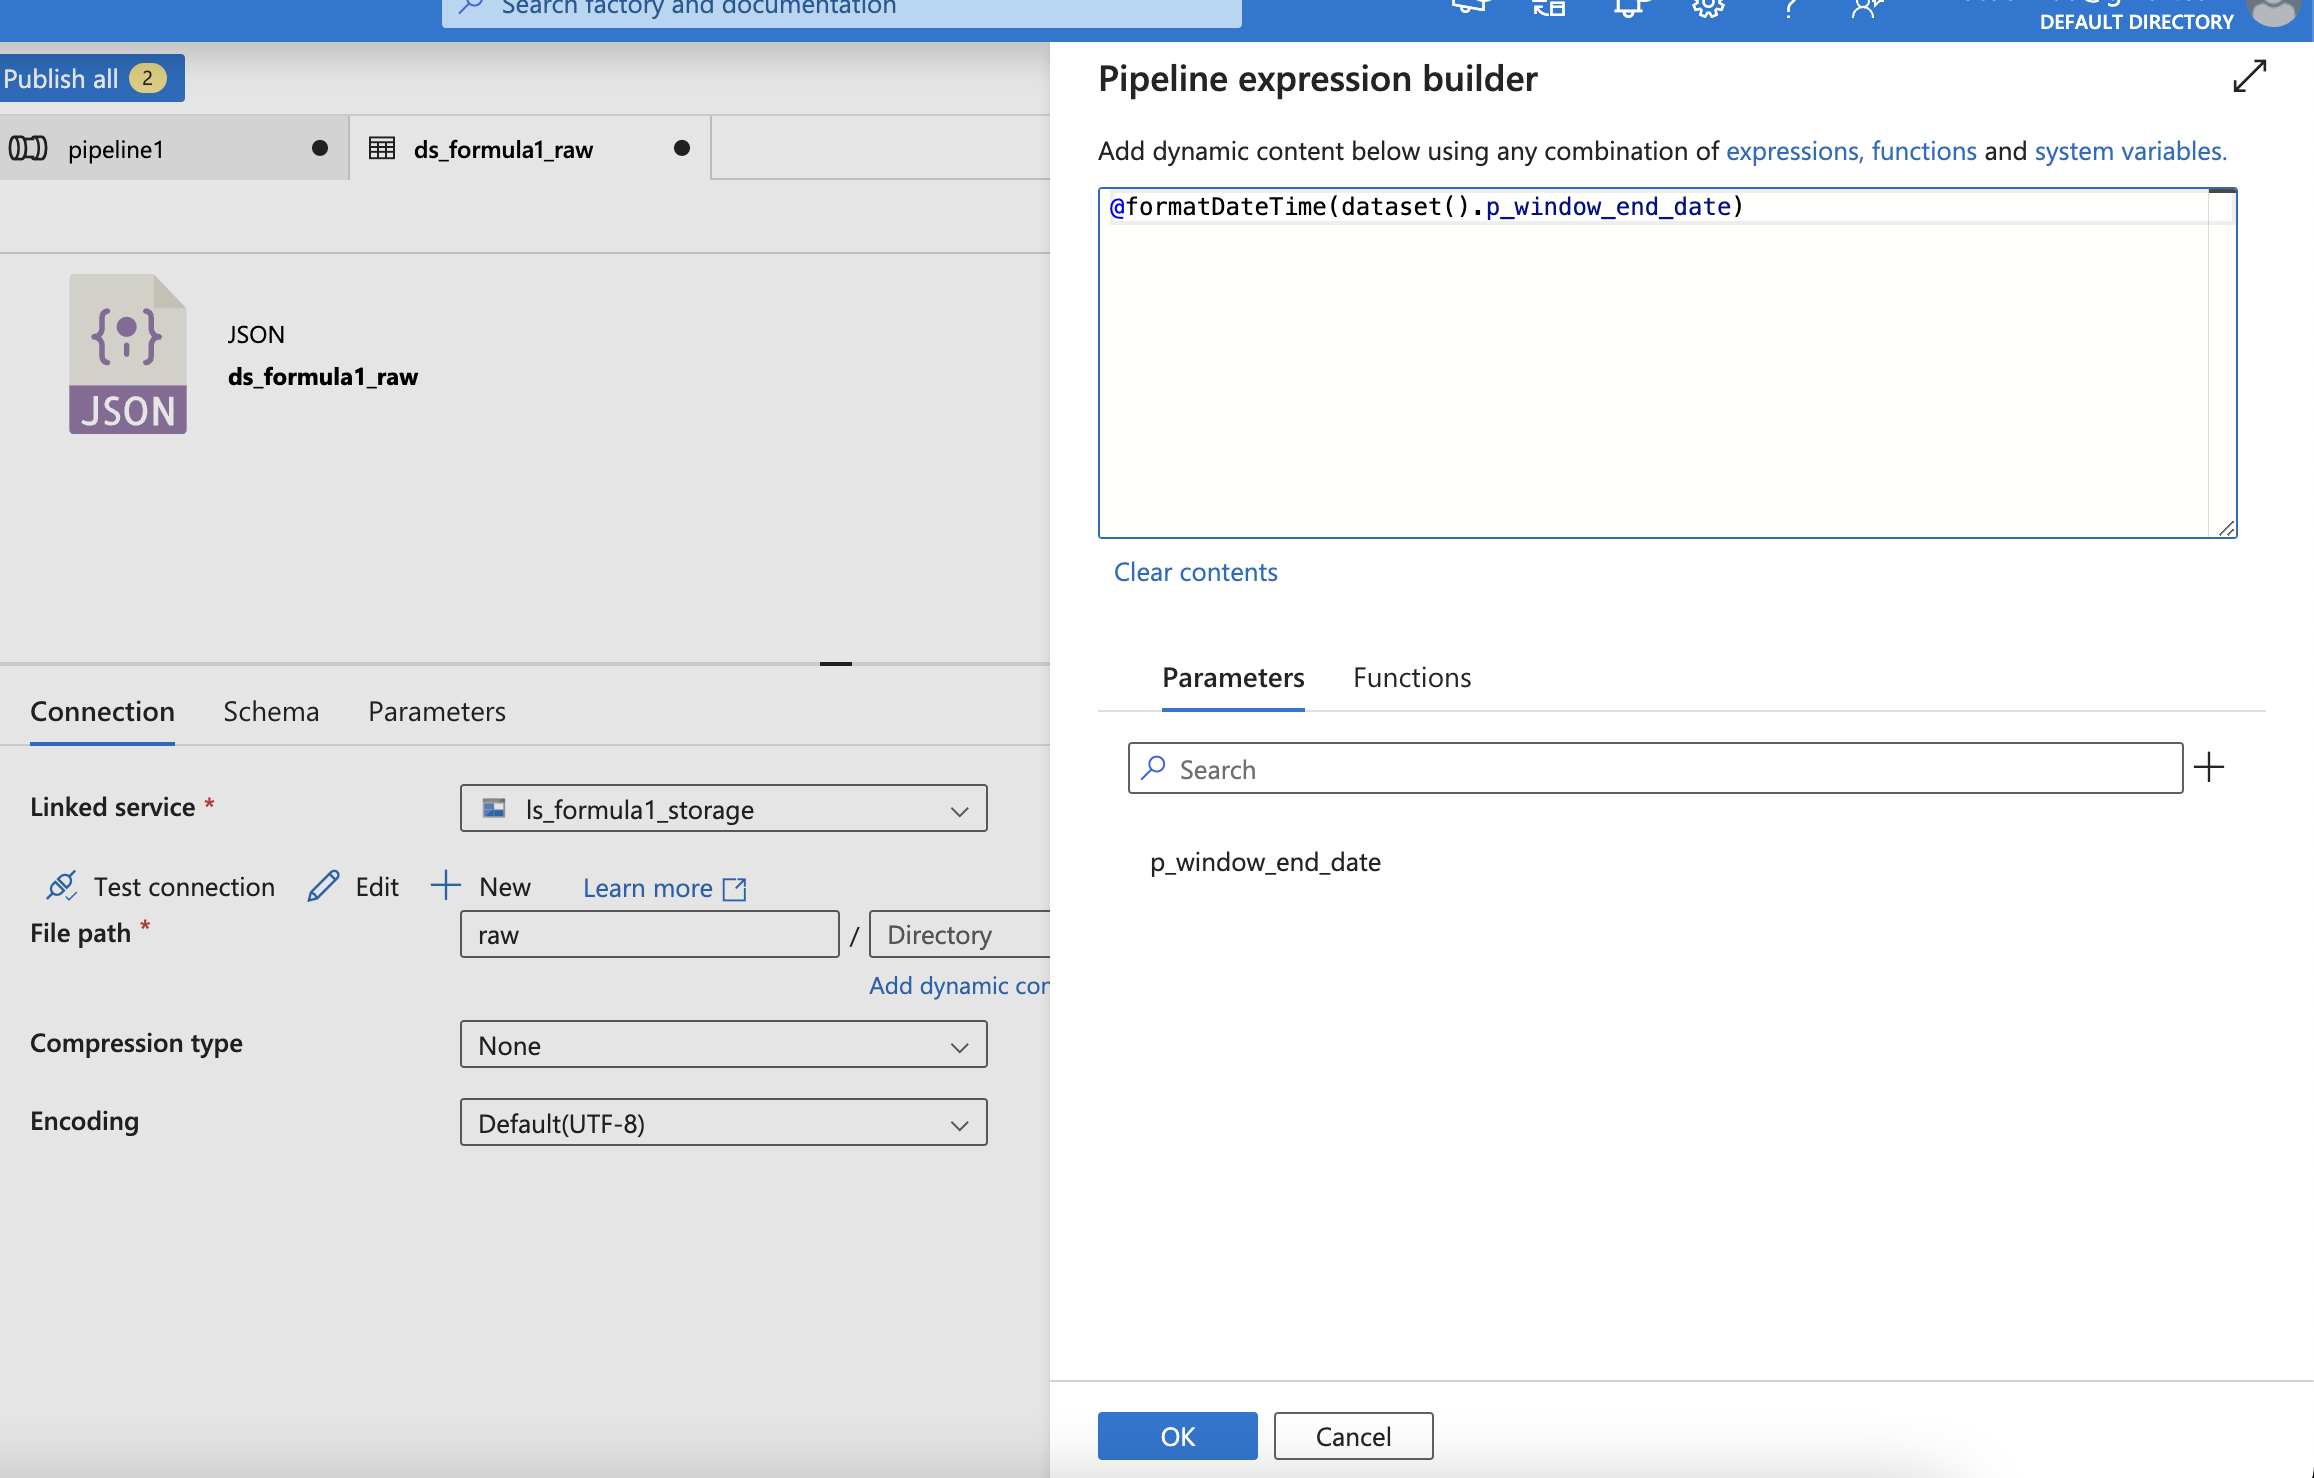 Search factory and documentation
DEFAULT DIRECTORY
Publish all 2
pipeline1
ds_formula1_raw
JSON
ds_formula1_raw
JSON
Connection Schema Parameters
Linked service *
ls_formula1_storage
Test connection Edit New Learn more
File path *
raw / Directory
Add dynamic con
Compression type
None
Encoding
Default(UTF-8)
Pipeline expression builder
Add dynamic content below using any combination of expressions, functions and system variables.
@formatDateTime(dataset().p_window_end_date)
Clear contents
Parameters Functions
Search
p_window_end_date
OK Cancel